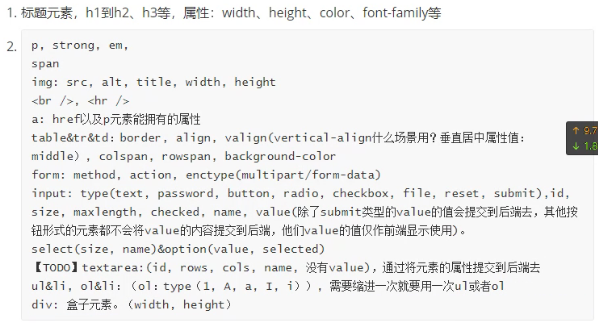 1. 标题元素，h1到h2、h3等，属性：width、height、color、font-family等
2. p, strong, em,
span
img: src, alt, title, width, height
<br />, <hr />
a: href以及p元素能拥有的属性
table&tr&td：border, align, valign(vertical-align什么场景用？垂直居中属性值：
middle）, colspan, rowspan, background-color
form: method, action, enctype(multipart/form-data)
input: type(text, password, button, radio, checkbox, file, reset, submit),id,
size, maxlength, checked, name, value(除了submit类型的value的值会提交到后端去，其他按
钮形式的元素都不会将value的内容提交到后端，他们value的值仅作前端显示使用)。
select(size, name)&option(value, selected)
【TODO】textarea:(id, rows, cols, name, 没有value)，通过将元素的属性提交到后端去
ul&li, ol&li：（ol：type（1, A, a, I, i）），需要缩进一次就要用一次ul或者ol
div: 盒子元素。（width, height）
↑ 9.7
↓ 1.8